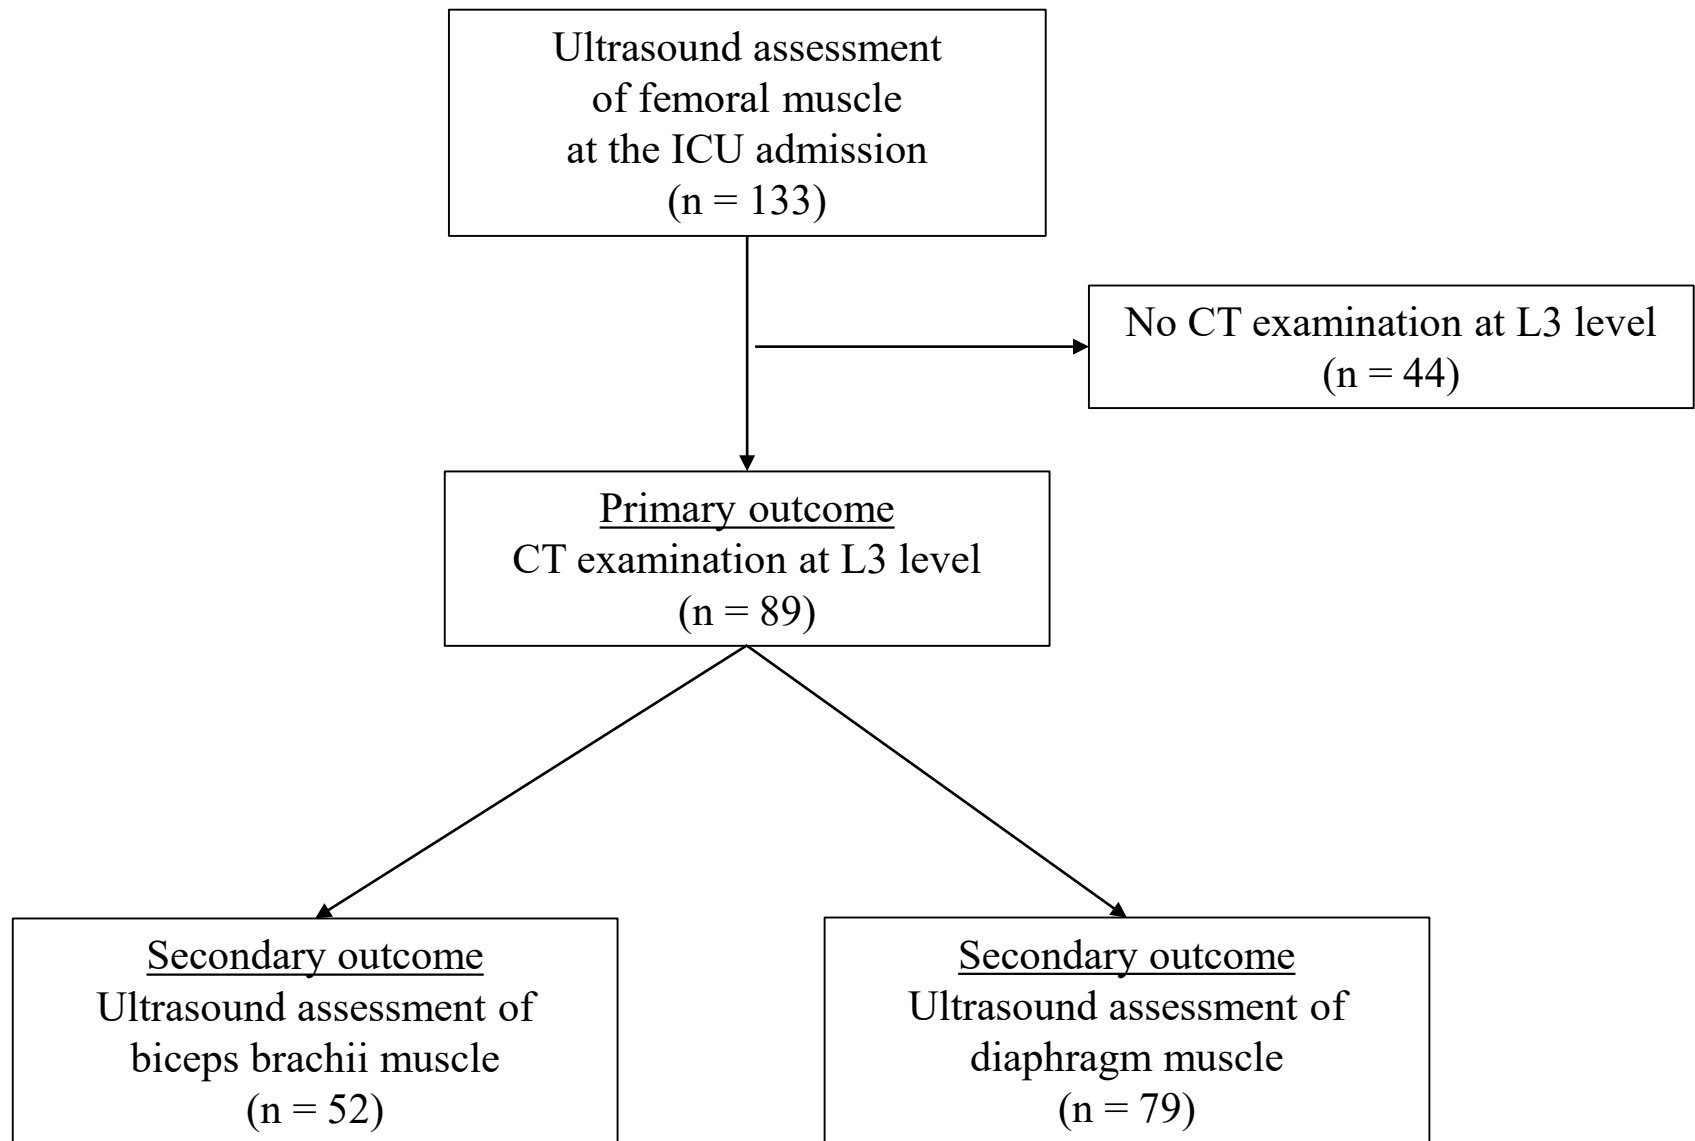 Ultrasound assessment
of femoral muscle
at the ICU admission
(n = 133)
No CT examination at L3 level
(n = 44)
Primary outcome
CT examination at L3 level
(n = 89)
Secondary outcome
Ultrasound assessment of
biceps brachii muscle
(n = 52)
Secondary outcome
Ultrasound assessment of
diaphragm muscle
(n = 79)